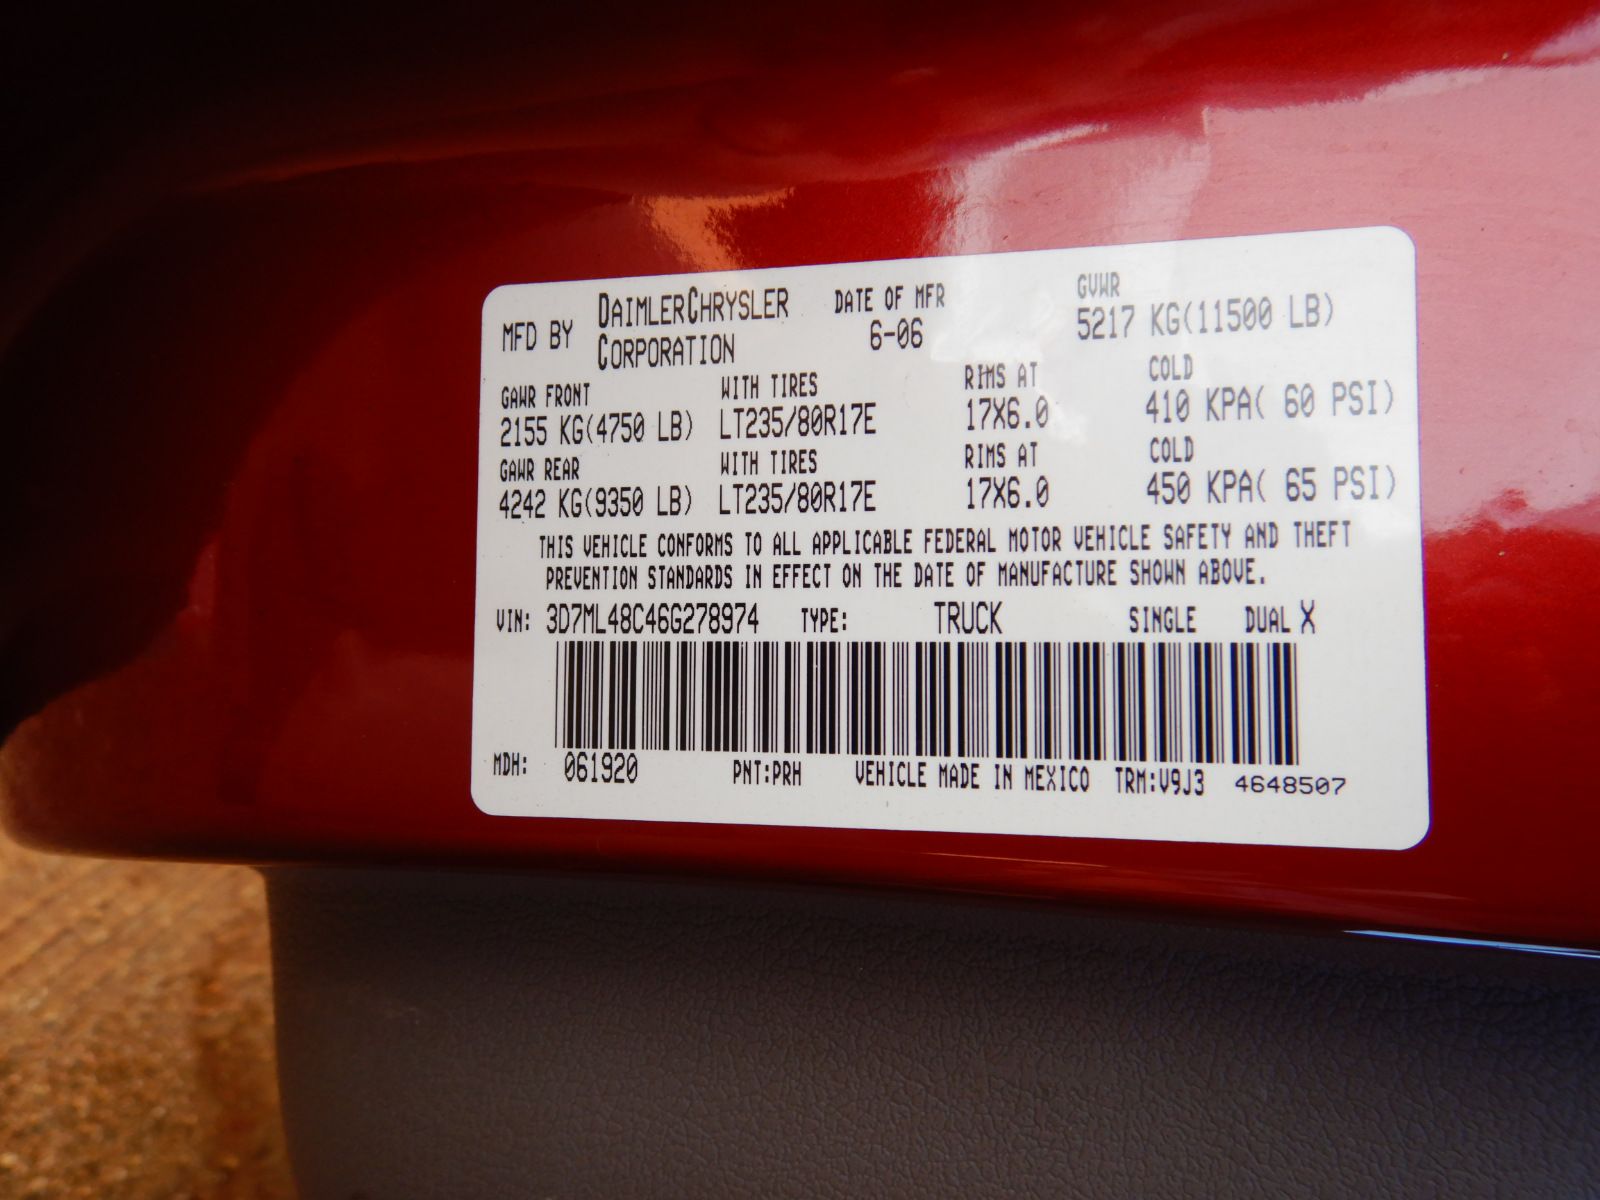 MFD BY DAIMLERCHRYSLER CORPORATION DATE OF MFR 6-06 GVWR 5217 KG(11500 LB)
GAWR FRONT WITH TIRES RIMS AT COLD
2155 KG(4750 LB) LT235/80R17E 17X6.0 410 KPA( 60 PSI)
GAWR REAR WITH TIRES RIMS AT COLD
4242 KG(9350 LB) LT235/80R17E 17X6.0 450 KPA( 65 PSI)
THIS VEHICLE CONFORMS TO ALL APPLICABLE FEDERAL MOTOR VEHICLE SAFETY AND THEFT
PREVENTION STANDARDS IN EFFECT ON THE DATE OF MANUFACTURE SHOWN ABOVE.
VIN: 3D7ML48C46G278974 TYPE: TRUCK SINGLE DUAL X
MDH: 061920 PNT:PRH VEHICLE MADE IN MEXICO TRM:V9J3 4648507